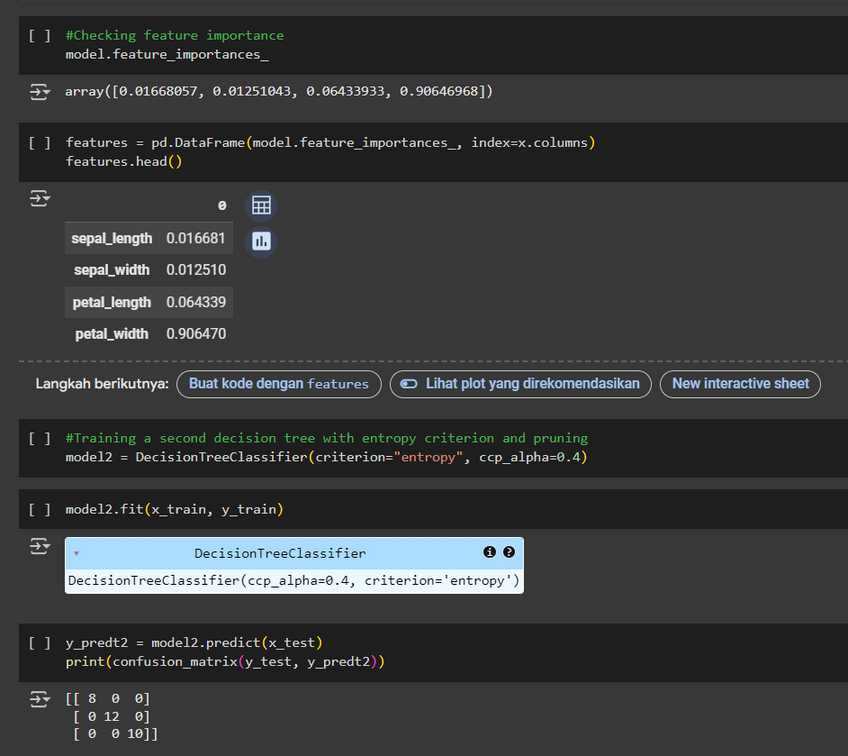 [ ] #Checking feature importance
model.feature_importances_
array([0.01668057, 0.01251043, 0.06433933, 0.90646968])
[ ] features = pd.DataFrame(model.feature_importances_, index=x.columns)
features.head()
0
sepal_length 0.016681
sepal_width 0.012510
petal_length 0.064339
petal_width 0.906470
Langkah berikutnya: Buat kode dengan features Lihat plot yang direkomendasikan New interactive sheet
[ ] #Training a second decision tree with entropy criterion and pruning
model2 = DecisionTreeClassifier(criterion="entropy", ccp_alpha=0.4)
[ ] model2.fit(x_train, y_train)
DecisionTreeClassifier i ?
DecisionTreeClassifier(ccp_alpha=0.4, criterion='entropy')
[ ] y_predt2 = model2.predict(x_test)
print(confusion_matrix(y_test, y_predt2))
[[ 8 0 0]
[ 0 12 0]
[ 0 0 10]]